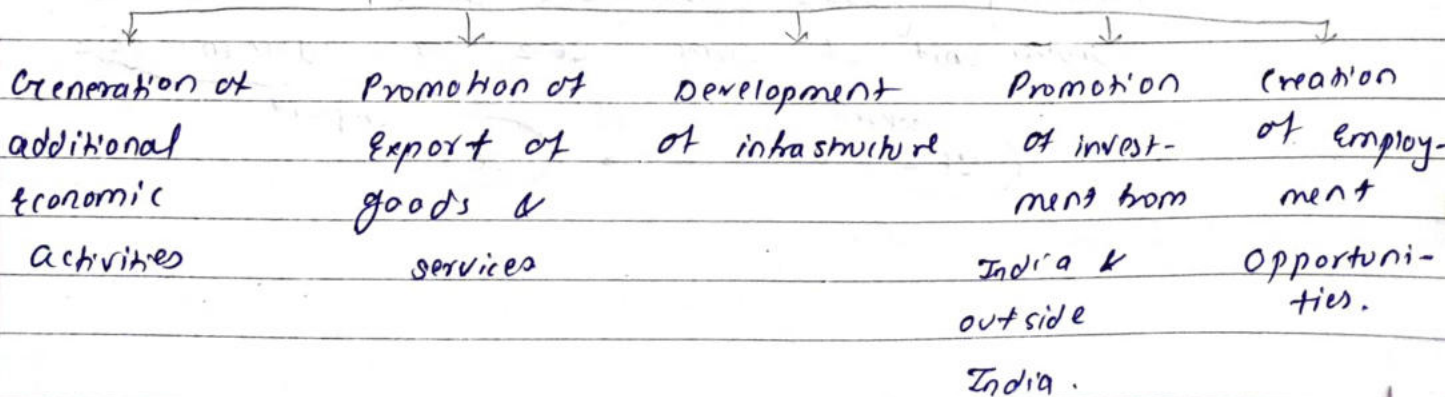 Generation of
additional
Economic
activities
Promotion of
Export of
goods &
services
Development
of infrastructure
Promotion
of invest-
ment from
India &
outside
India.
Creation
of Employ-
ment
Opportuni-
ties.